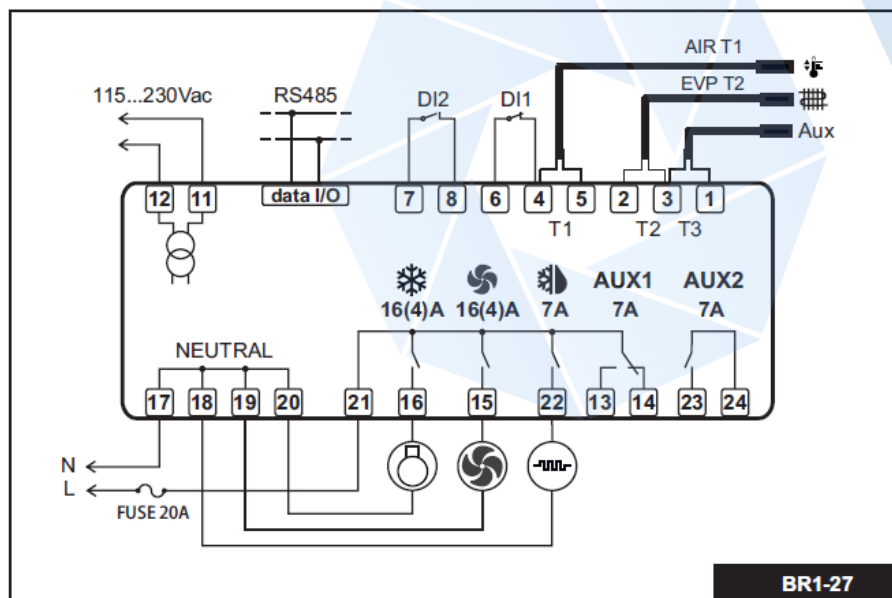 AIR T1
115...230Vac
RS485
DI2
DI1
EVP T2
Aux
12 11 data I/O 7 8 6 4 5 2 3 1
T1 T2 T3
AUX1 AUX2
16(4)A 16(4)A 7A 7A 7A
NEUTRAL
17 18 19 20 21 16 15 22 13 14 23 24
N
L
FUSE 20A
BR1-27